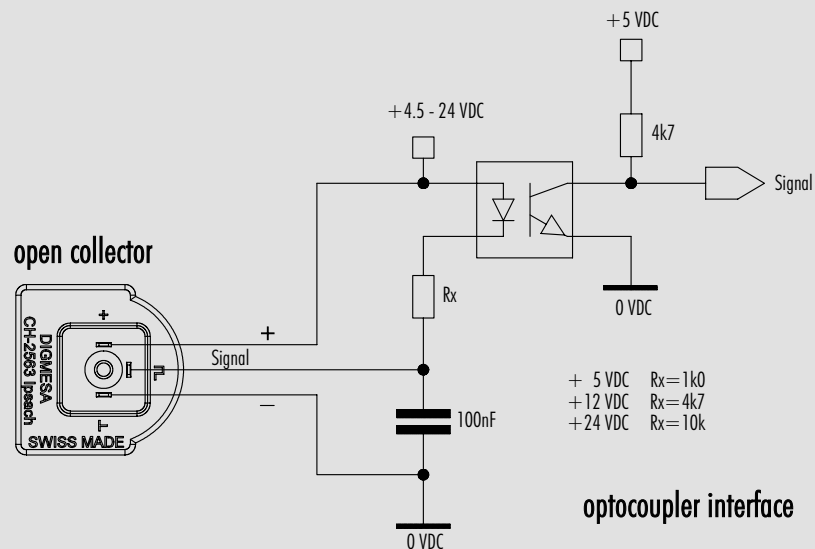 +5 VDC
+4.5 - 24 VDC
4k7
Signal
open collector
0 VDC
Rx
+
+
DIGMESA
CH-2563 Ipsach
Signal
–
SWISS MADE
+ 5 VDC Rx=1k0
+12 VDC Rx=4k7
+24 VDC Rx=10k
100nF
optocoupler interface
0 VDC